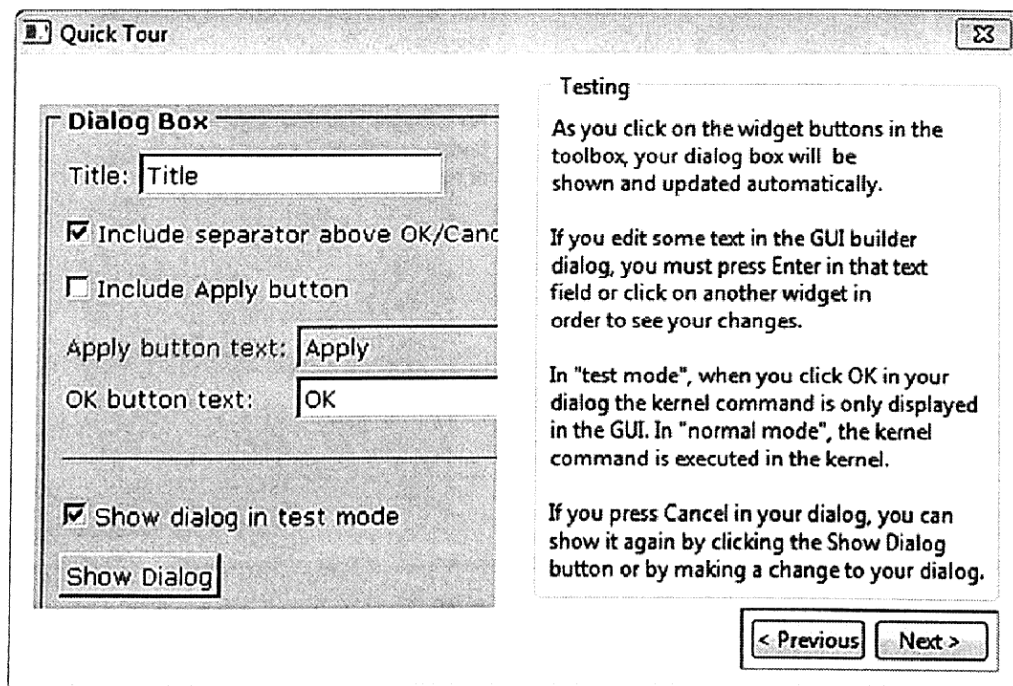 Quick Tour
Dialog Box
Title: Title
Include separator above OK/Canc
Include Apply button
Apply button text: Apply
OK button text: OK
Show dialog in test mode
Show Dialog
Testing
As you click on the widget buttons in the
toolbox, your dialog box will be
shown and updated automatically.
If you edit some text in the GUI builder
dialog, you must press Enter in that text
field or click on another widget in
order to see your changes.
In "test mode", when you click OK in your
dialog the kernel command is only displayed
in the GUI. In "normal mode", the kernel
command is executed in the kernel.
If you press Cancel in your dialog, you can
show it again by clicking the Show Dialog
button or by making a change to your dialog.
< Previous
Next >